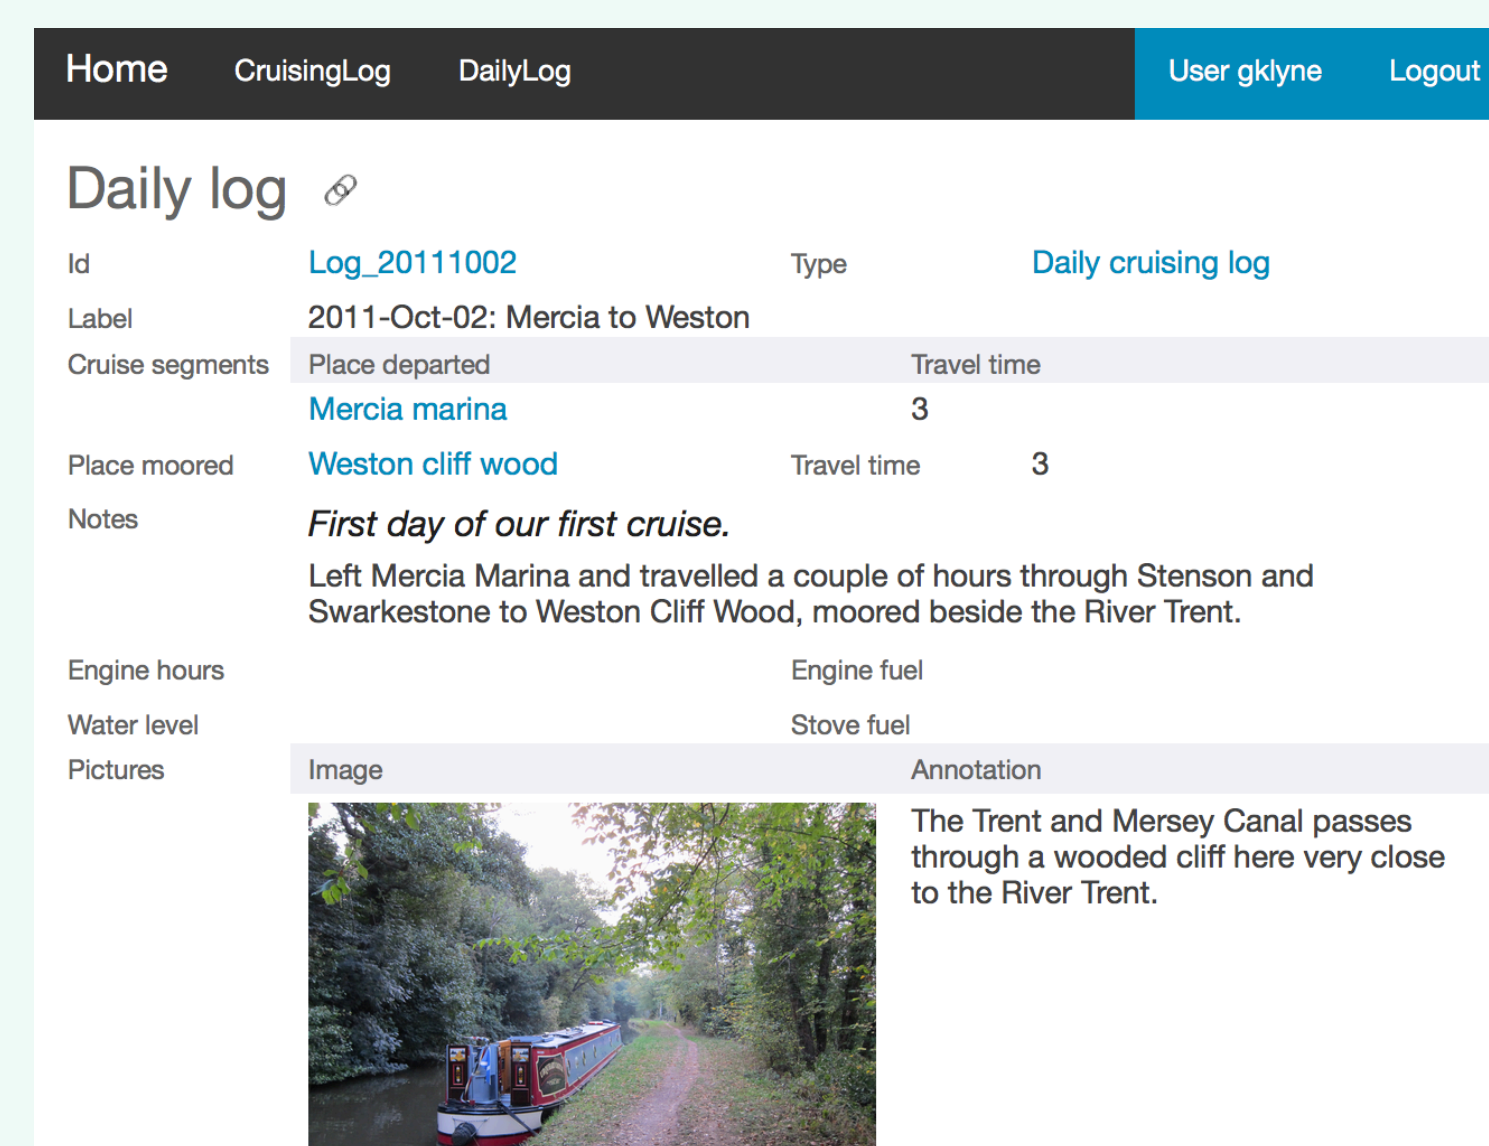 Home CruisingLog DailyLog User gklyne Logout
Daily log
Id Log_20111002 Type Daily cruising log
Label 2011-Oct-02: Mercia to Weston
Cruise segments Place departed Travel time
Mercia marina 3
Place moored Weston cliff wood Travel time 3
Notes First day of our first cruise.
Left Mercia Marina and travelled a couple of hours through Stenson and
Swarkestone to Weston Cliff Wood, moored beside the River Trent.
Engine hours Engine fuel
Water level Stove fuel
Pictures Image Annotation
The Trent and Mersey Canal passes
through a wooded cliff here very close
to the River Trent.